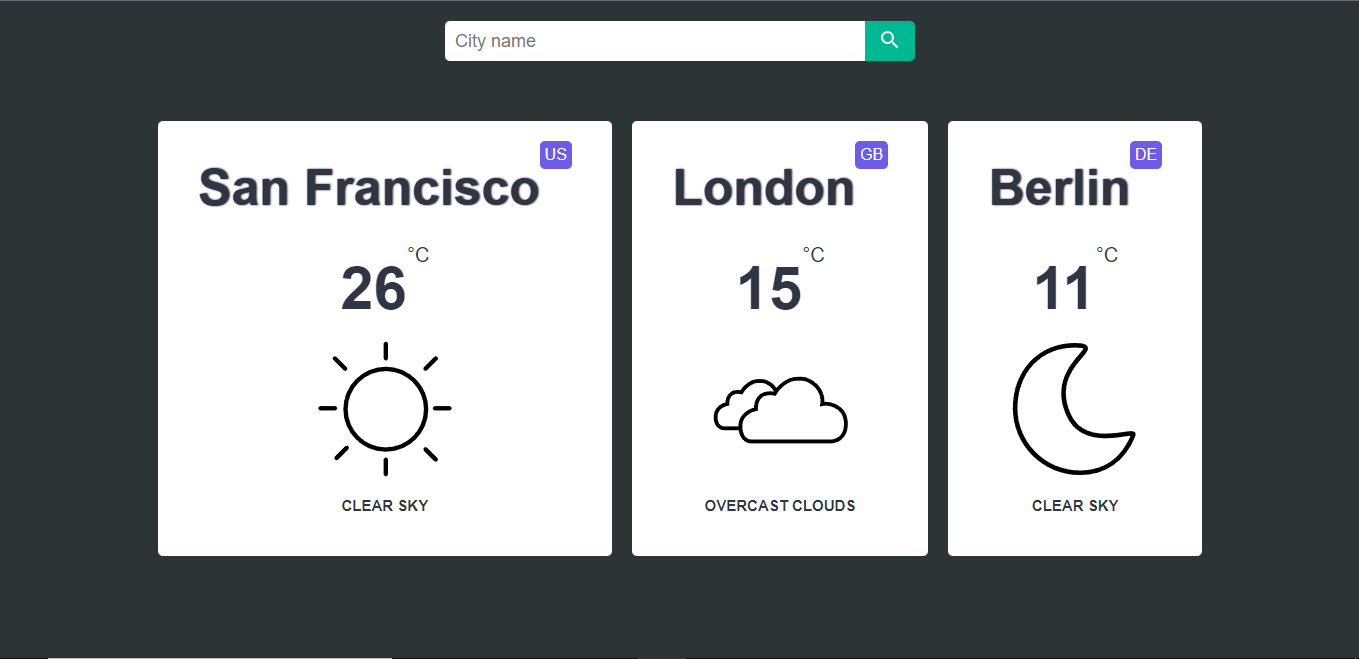 City name
San Francisco US
26 °C
CLEAR SKY
London GB
15 °C
OVERCAST CLOUDS
Berlin DE
11 °C
CLEAR SKY